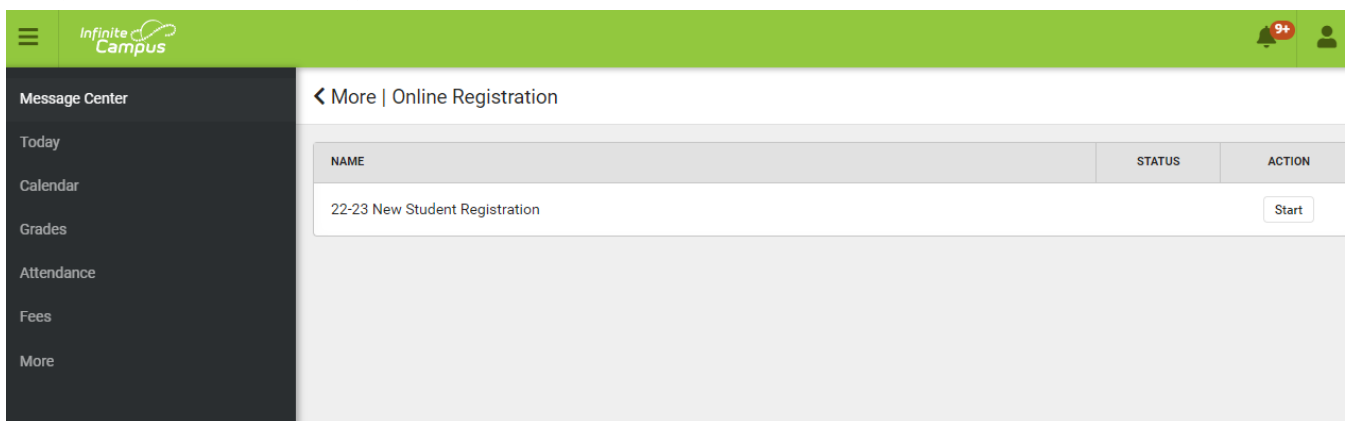 Infinite
Campus
9+
Message Center
Today
Calendar
Grades
Attendance
Fees
More
More | Online Registration
NAME STATUS ACTION
22-23 New Student Registration Start